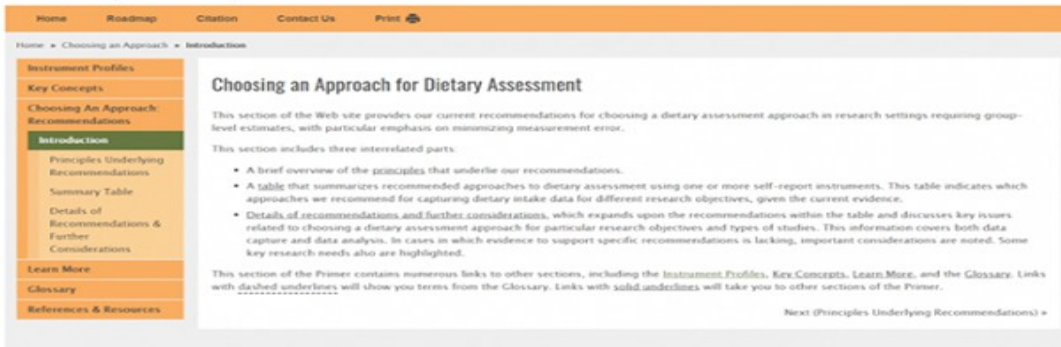 Home Roadmap Citation Contact Us Print
Home » Choosing an Approach » Introduction
Instrument Profiles
Key Concepts
Choosing An Approach:
Recommendations
Introduction
Principles Underlying
Recommendations
Summary Table
Details of
Recommendations &
Further
Considerations
Learn More
Glossary
References & Resources
Choosing an Approach for Dietary Assessment
This section of the Web site provides our current recommendations for choosing a dietary assessment approach in research settings requiring group-
level estimates, with particular emphasis on minimizing measurement error.
This section includes three interrelated parts:
• A brief overview of the principles that underlie our recommendations.
• A table that summarizes recommended approaches to dietary assessment using one or more self-report instruments. This table indicates which
approaches we recommend for capturing dietary intake data for different research objectives, given the current evidence.
• Details of recommendations and further considerations, which expands upon the recommendations within the table and discusses key issues
related to choosing a dietary assessment approach for particular research objectives and types of studies. This information covers both data
capture and data analysis. In cases in which evidence to support specific recommendations is lacking, important considerations are noted. Some
key research needs also are highlighted.
This section of the Primer contains numerous links to other sections, including the Instrument Profiles, Key Concepts, Learn More, and the Glossary. Links
with dashed underlines will show you terms from the Glossary. Links with solid underlines will take you to other sections of the Primer.
Next (Principles Underlying Recommendations) »